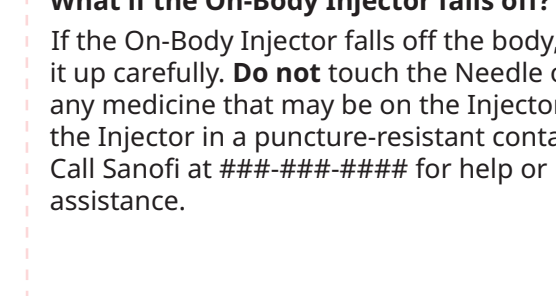 What if the On-Body Injector falls off?
If the On-Body Injector falls off the body,
it up carefully. Do not touch the Needle
any medicine that may be on the Injector
the Injector in a puncture-resistant
Call Sanofi at ###-###-#### for help or
assistance.